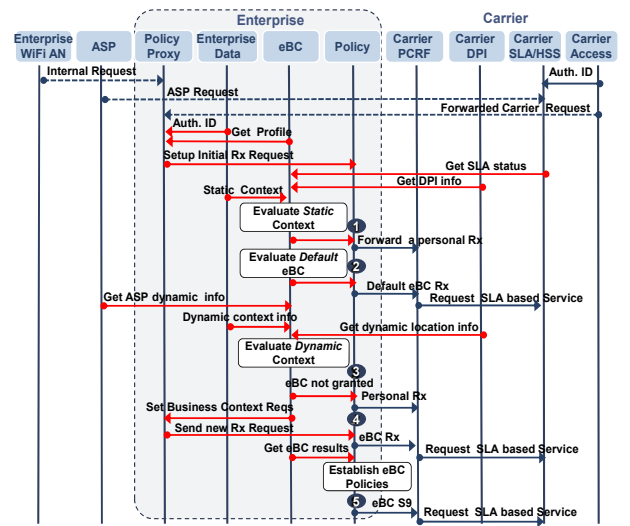 Enterprise
Carrier
Enterprise WiFi AN
ASP
Policy Proxy
Enterprise Data
eBC
Policy
Carrier PCRF
Carrier DPI
Carrier SLA/HSS
Carrier Access
Internal Request
Auth. ID
ASP Request
Forwarded Carrier Request
Auth. ID
Get Profile
Setup Initial Rx Request
Get SLA status
Get DPI info
Static Context
Evaluate Static Context
1
Forward a personal Rx
Evaluate Default eBC
2
Default eBC Rx
Get ASP dynamic info
Request SLA based Service
Dynamic context info
Get dynamic location info
Evaluate Dynamic Context
3
eBC not granted
Personal Rx
Set Business Context Reqs
4
Send new Rx Request
eBC Rx
Get eBC results
Request SLA based Service
Establish eBC Policies
5
eBC S9
Request SLA based Service